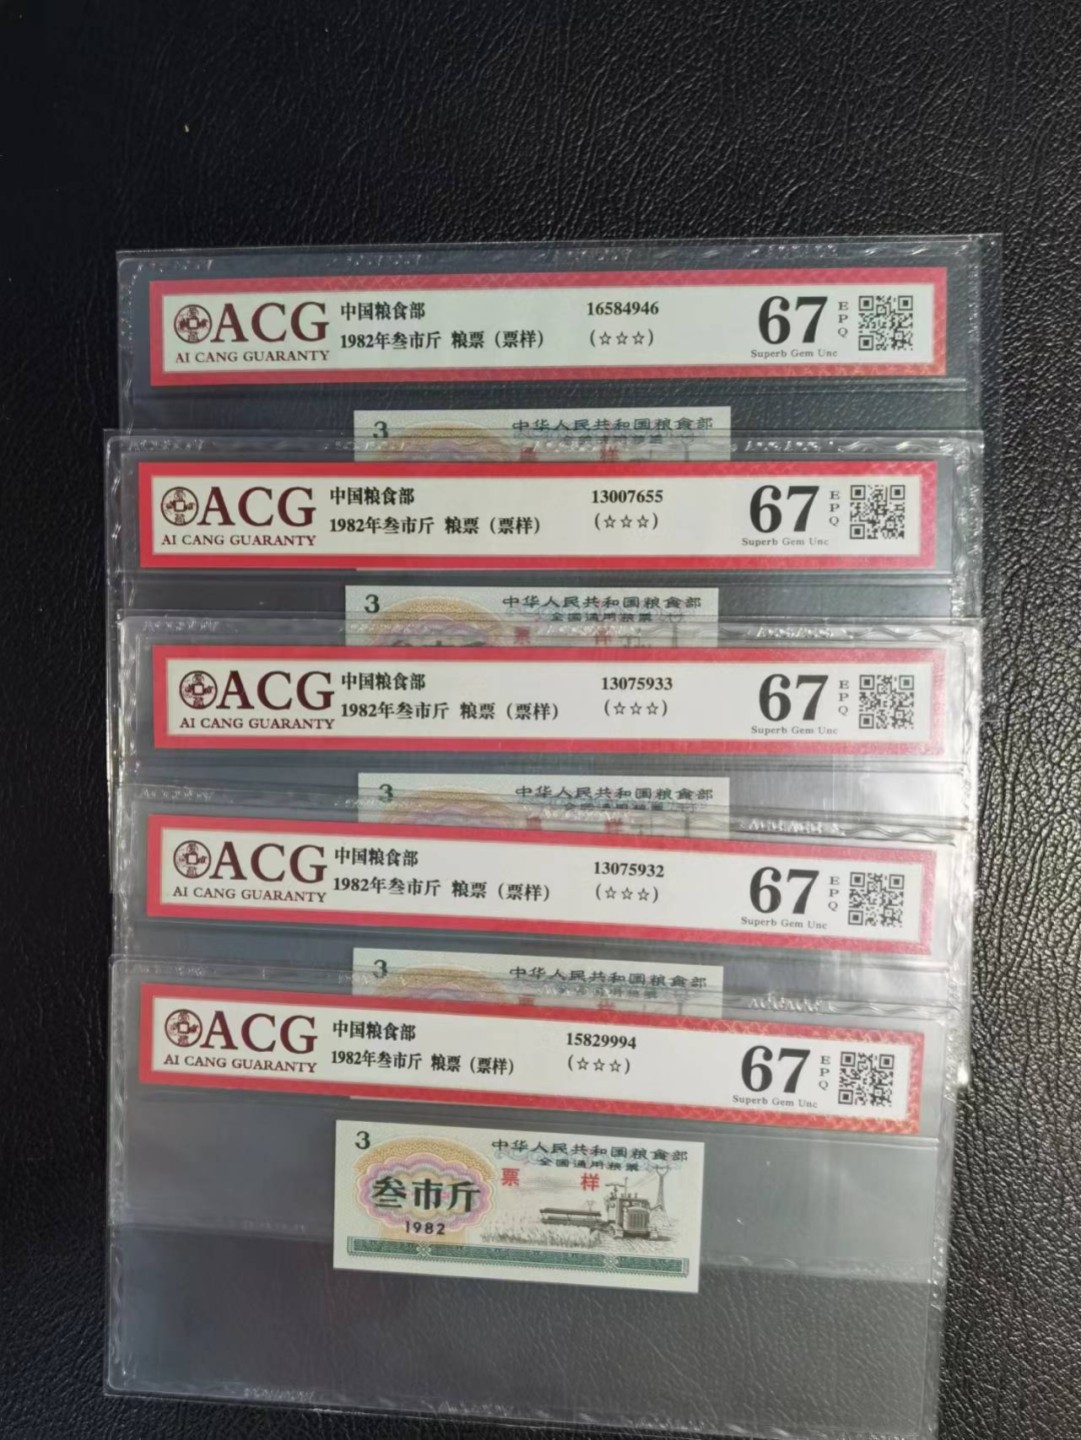 ACG
AI CANG GUARANTY
中国粮食部
1982年叁市斤 粮票（票样）
16584946
(☆☆☆)
67
EPQ
Superb Gem Unc
3
中华人民共和国粮食部
样
ACG
AI CANG GUARANTY
中国粮食部
1982年叁市斤 粮票（票样）
13007655
(☆☆☆)
67
EPQ
Superb Gem Unc
3
中华人民共和国粮食部
全国通用粮票
票 样
ACG
AI CANG GUARANTY
中国粮食部
1982年叁市斤 粮票（票样）
13075933
(☆☆☆)
67
EPQ
Superb Gem Unc
3
中华人民共和国粮食部
ACG
AI CANG GUARANTY
中国粮食部
1982年叁市斤 粮票（票样）
13075932
(☆☆☆)
67
EPQ
Superb Gem Unc
3
中华人民共和国粮食部
ACG
AI CANG GUARANTY
中国粮食部
1982年叁市斤 粮票（票样）
15829994
(☆☆☆)
67
EPQ
Superb Gem Unc
3
中华人民共和国粮食部
全国通用粮票
票 样
叁市斤
1982